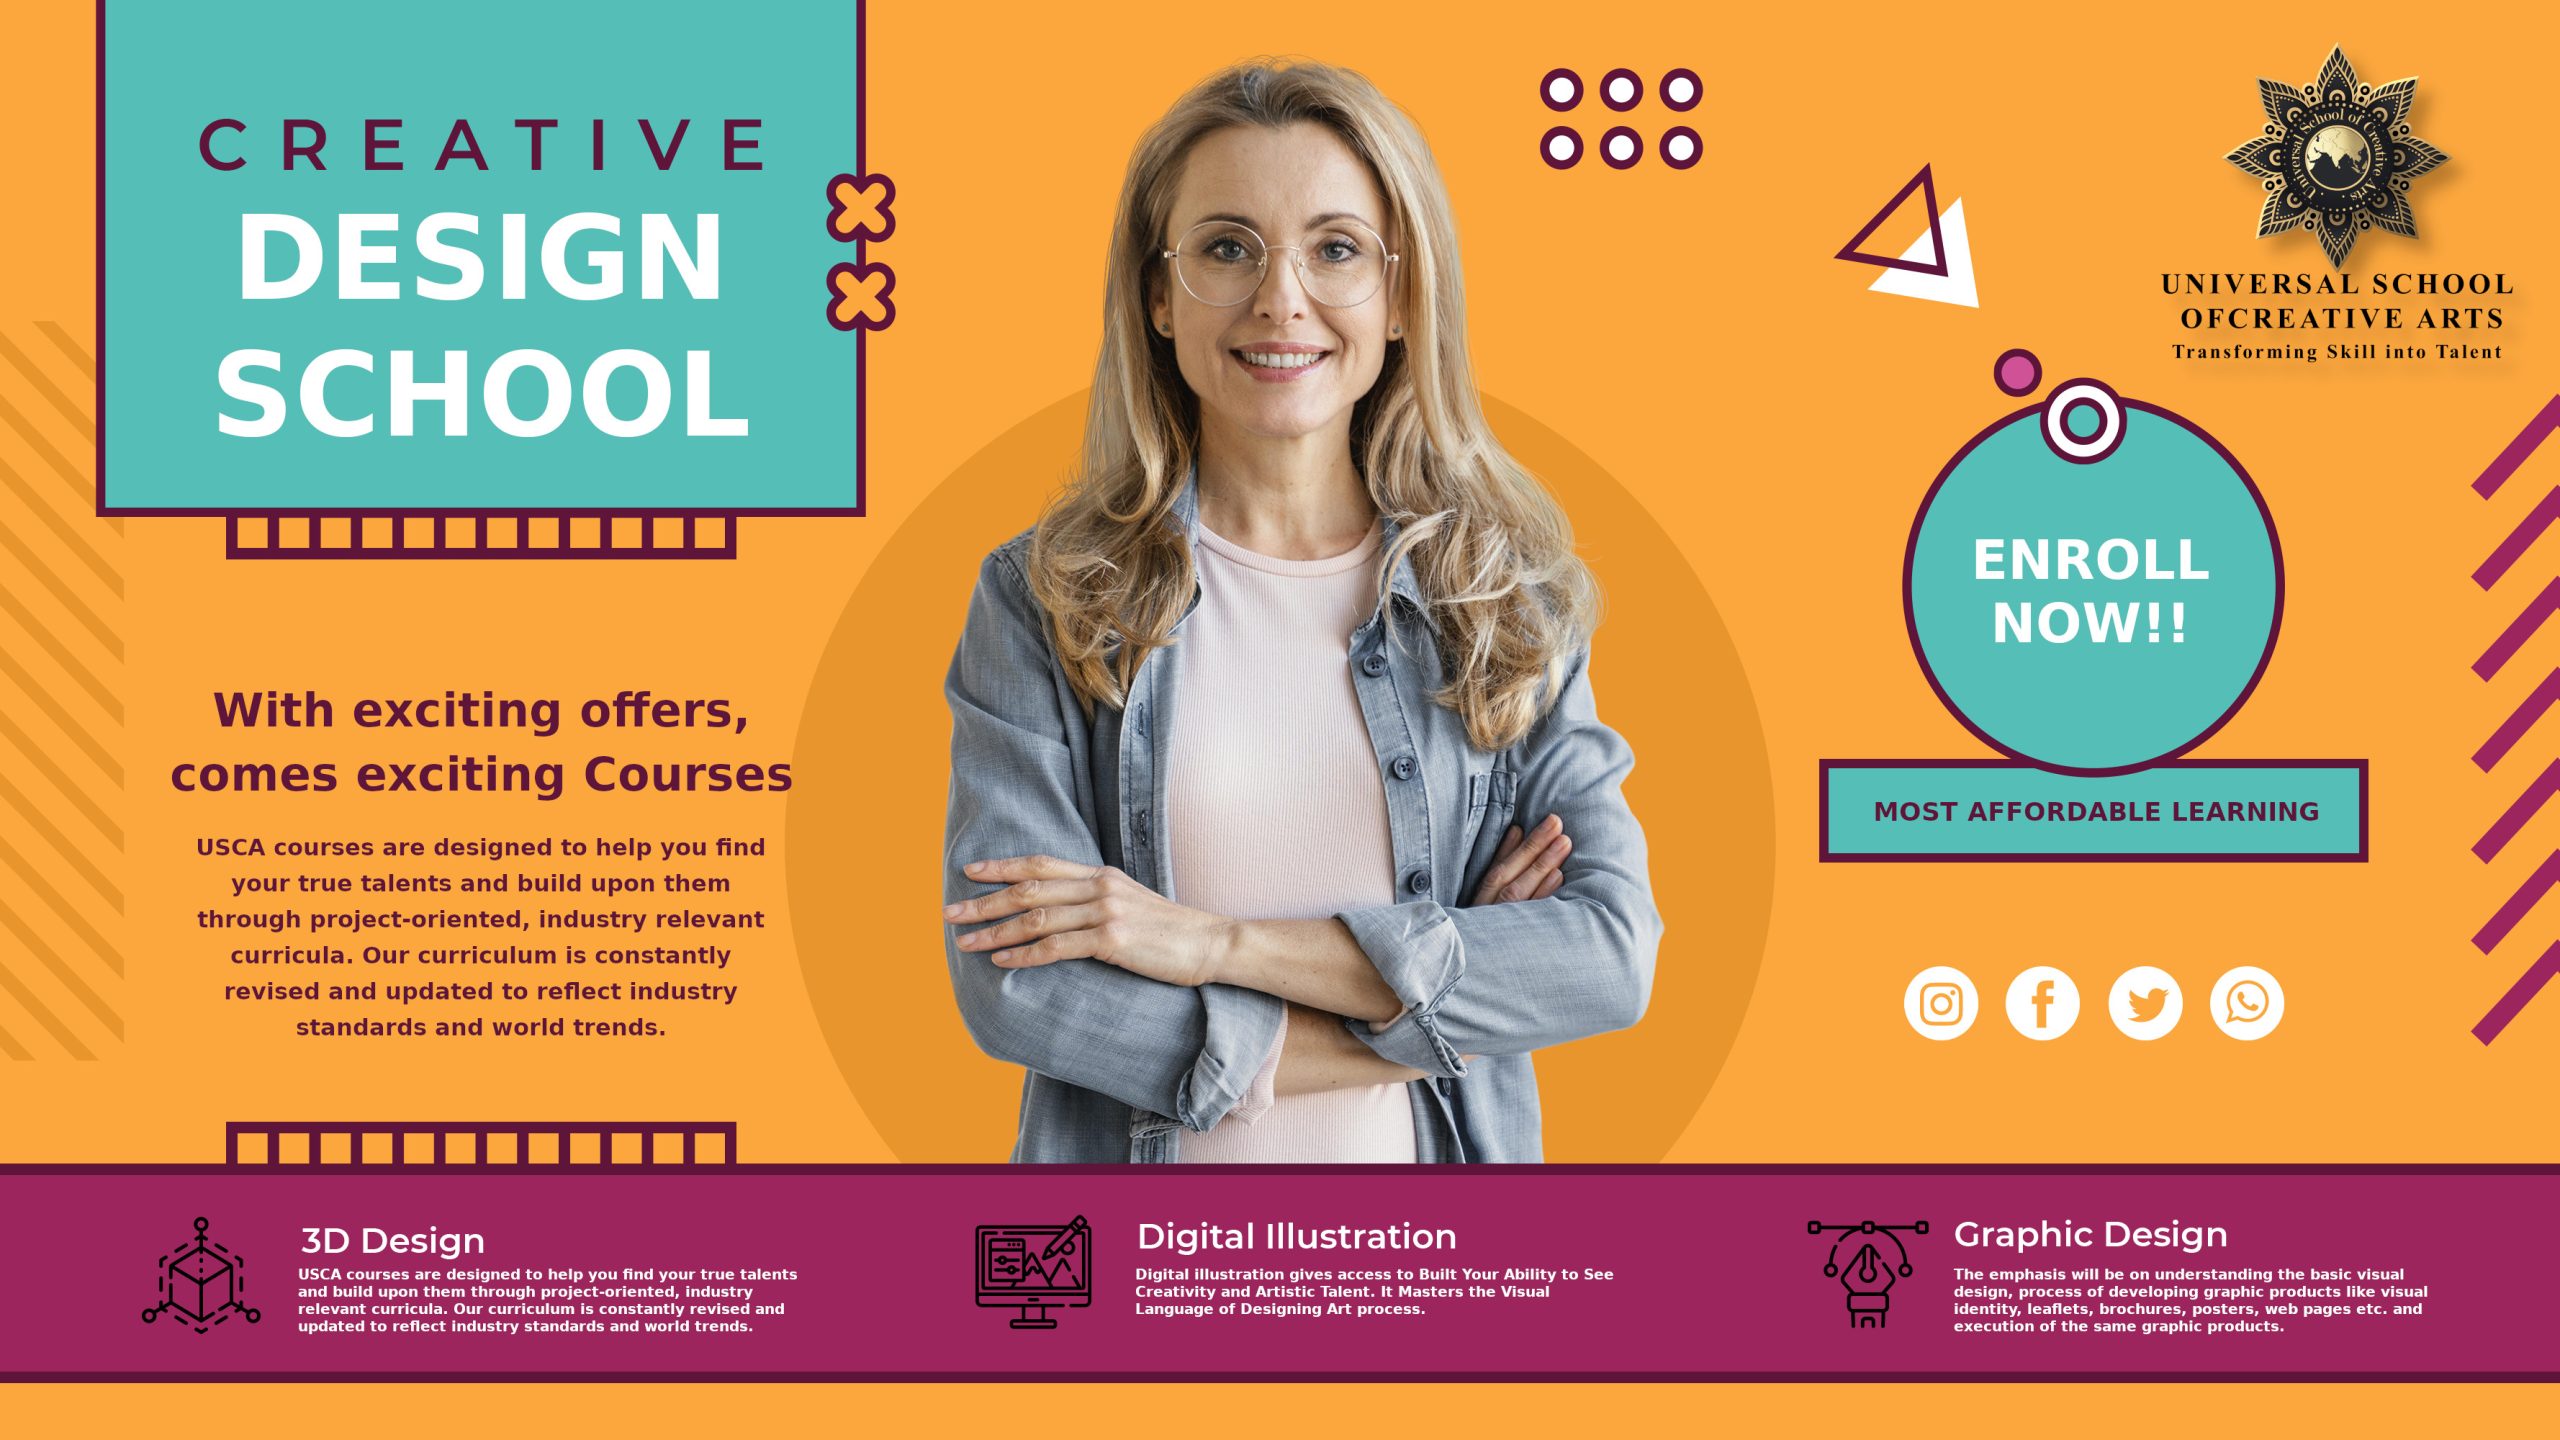 CREATIVE
DESIGN
SCHOOL
With exciting offers,
comes exciting Courses
USCA courses are designed to help you find
your true talents and build upon them
through project-oriented, industry relevant
curricula. Our curriculum is constantly
revised and updated to reflect industry
standards and world trends.
Universal School of Creative Arts
UNIVERSAL SCHOOL
OFCREATIVE ARTS
Transforming Skill into Talent
ENROLL
NOW!!
MOST AFFORDABLE LEARNING
3D Design
USCA courses are designed to help you find your true talents
and build upon them through project-oriented, industry
relevant curricula. Our curriculum is constantly revised and
updated to reflect industry standards and world trends.
Digital Illustration
Digital illustration gives access to Built Your Ability to See
Creativity and Artistic Talent. It Masters the Visual
Language of Designing Art process.
Graphic Design
The emphasis will be on understanding the basic visual
design, process of developing graphic products like visual
identity, leaflets, brochures, posters, web pages etc. and
execution of the same graphic products.